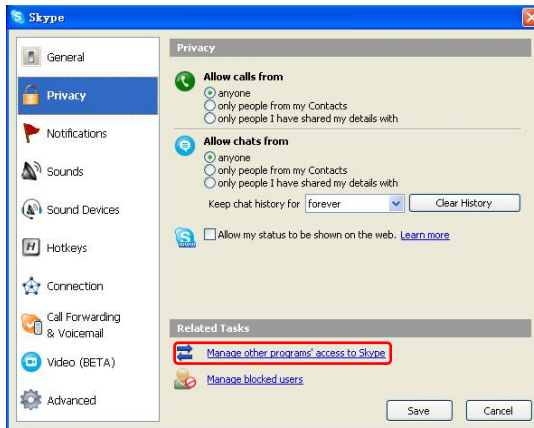 Skype
General
Privacy
Notifications
Sounds
Sound Devices
Hotkeys
Connection
Call Forwarding
& Voicemail
Video (BETA)
Advanced
Privacy
Allow calls from
anyone
only people from my Contacts
only people I have shared my details with
Allow chats from
anyone
only people from my Contacts
only people I have shared my details with
Keep chat history for forever Clear History
Allow my status to be shown on the web. Learn more
Related Tasks
Manage other programs' access to Skype
Manage blocked users
Save Cancel